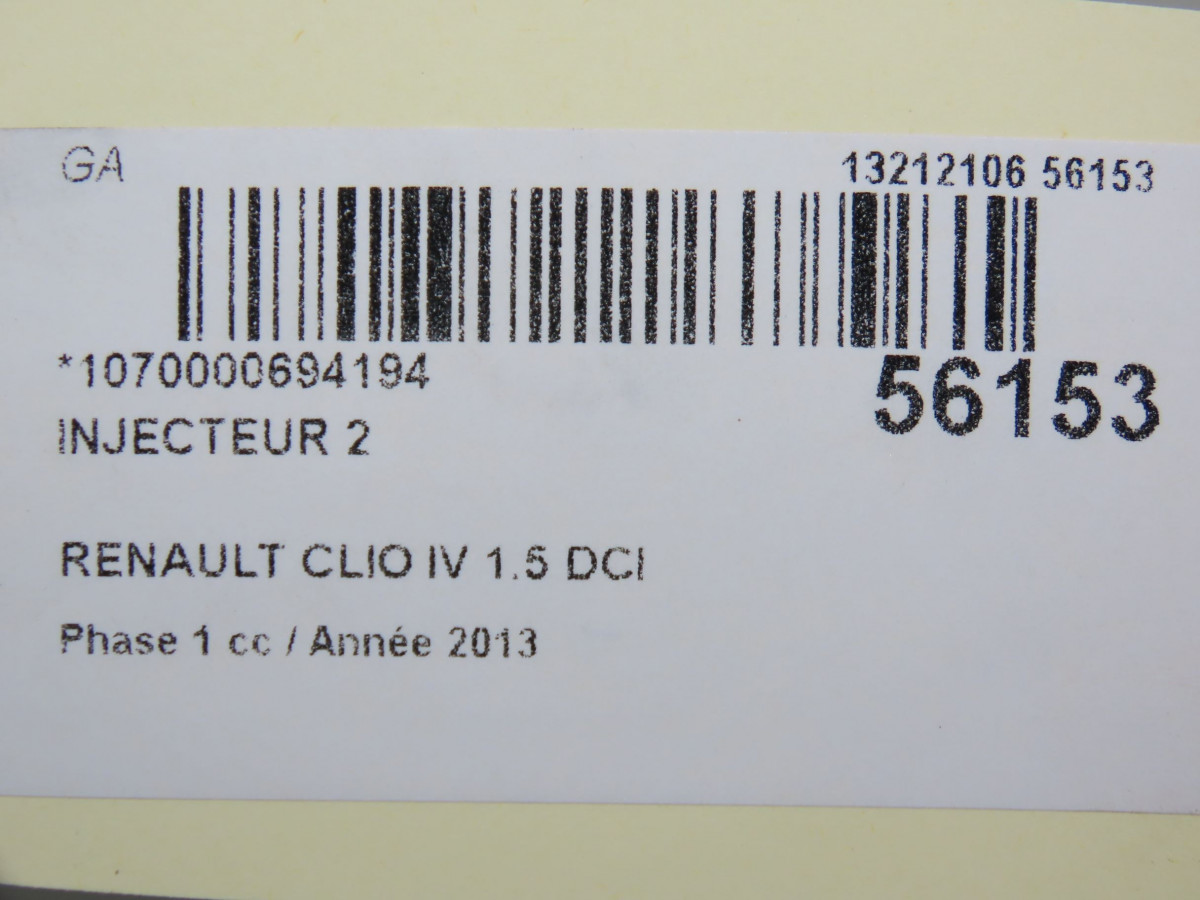 GA
13212106 56153
*1070000694194
56153
INJECTEUR 2
RENAULT CLIO IV 1.5 DCI
Phase 1 cc / Année 2013